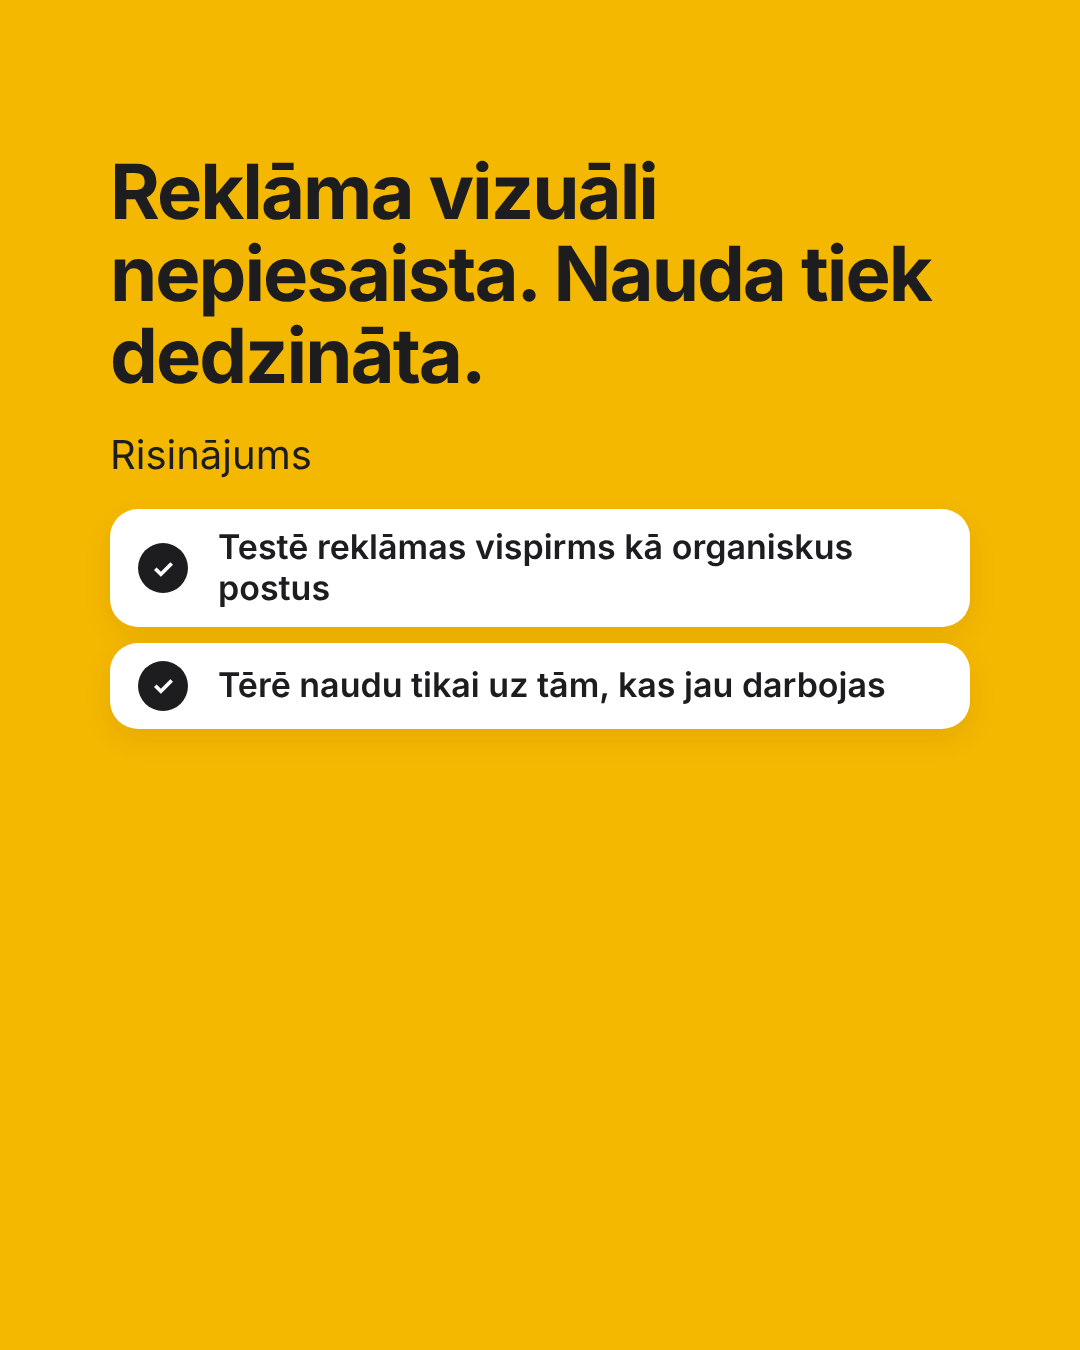 Reklāma vizuāli
nepiesaista. Nauda tiek
dedzināta.
Risinājums
Testē reklāmas vispirms kā organiskus
postus
Tērē naudu tikai uz tām, kas jau darbojas